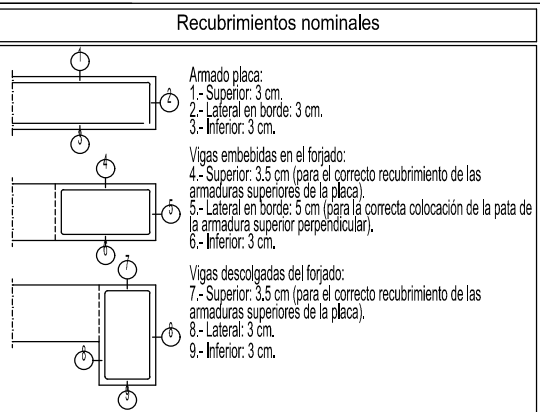 Recubrimientos nominales
Armado placa:
1.- Superior: 3 cm.
2.- Lateral en borde: 3 cm.
3.- Inferior: 3 cm.
Vigas embebidas en el forjado:
4.- Superior: 3.5 cm (para el correcto recubrimiento de las
armaduras superiores de la placa).
5.- Lateral en borde: 5 cm (para la correcta colocación de la pata de
la armadura superior perpendicular).
6.- Inferior: 3 cm.
Vigas descolgadas del forjado:
7.- Superior: 3.5 cm (para el correcto recubrimiento de las
armaduras superiores de la placa).
8.- Lateral: 3 cm.
9.- Inferior: 3 cm.
1
2
3
4
5
6
7
8
8
9